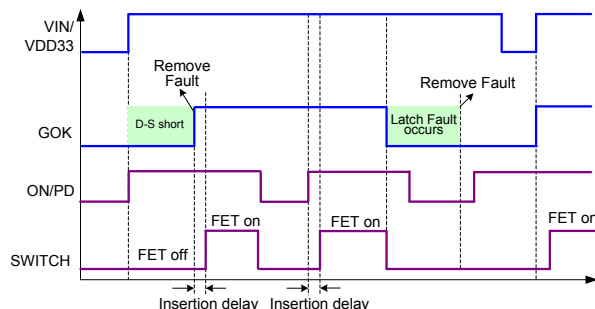 VIN/
VDD33
Remove
Fault
Remove Fault
D-S short
Latch Fault
occurs
GOK
ON/PD
FET on
FET on
FET on
FET off
SWITCH
Insertion delay
Insertion delay